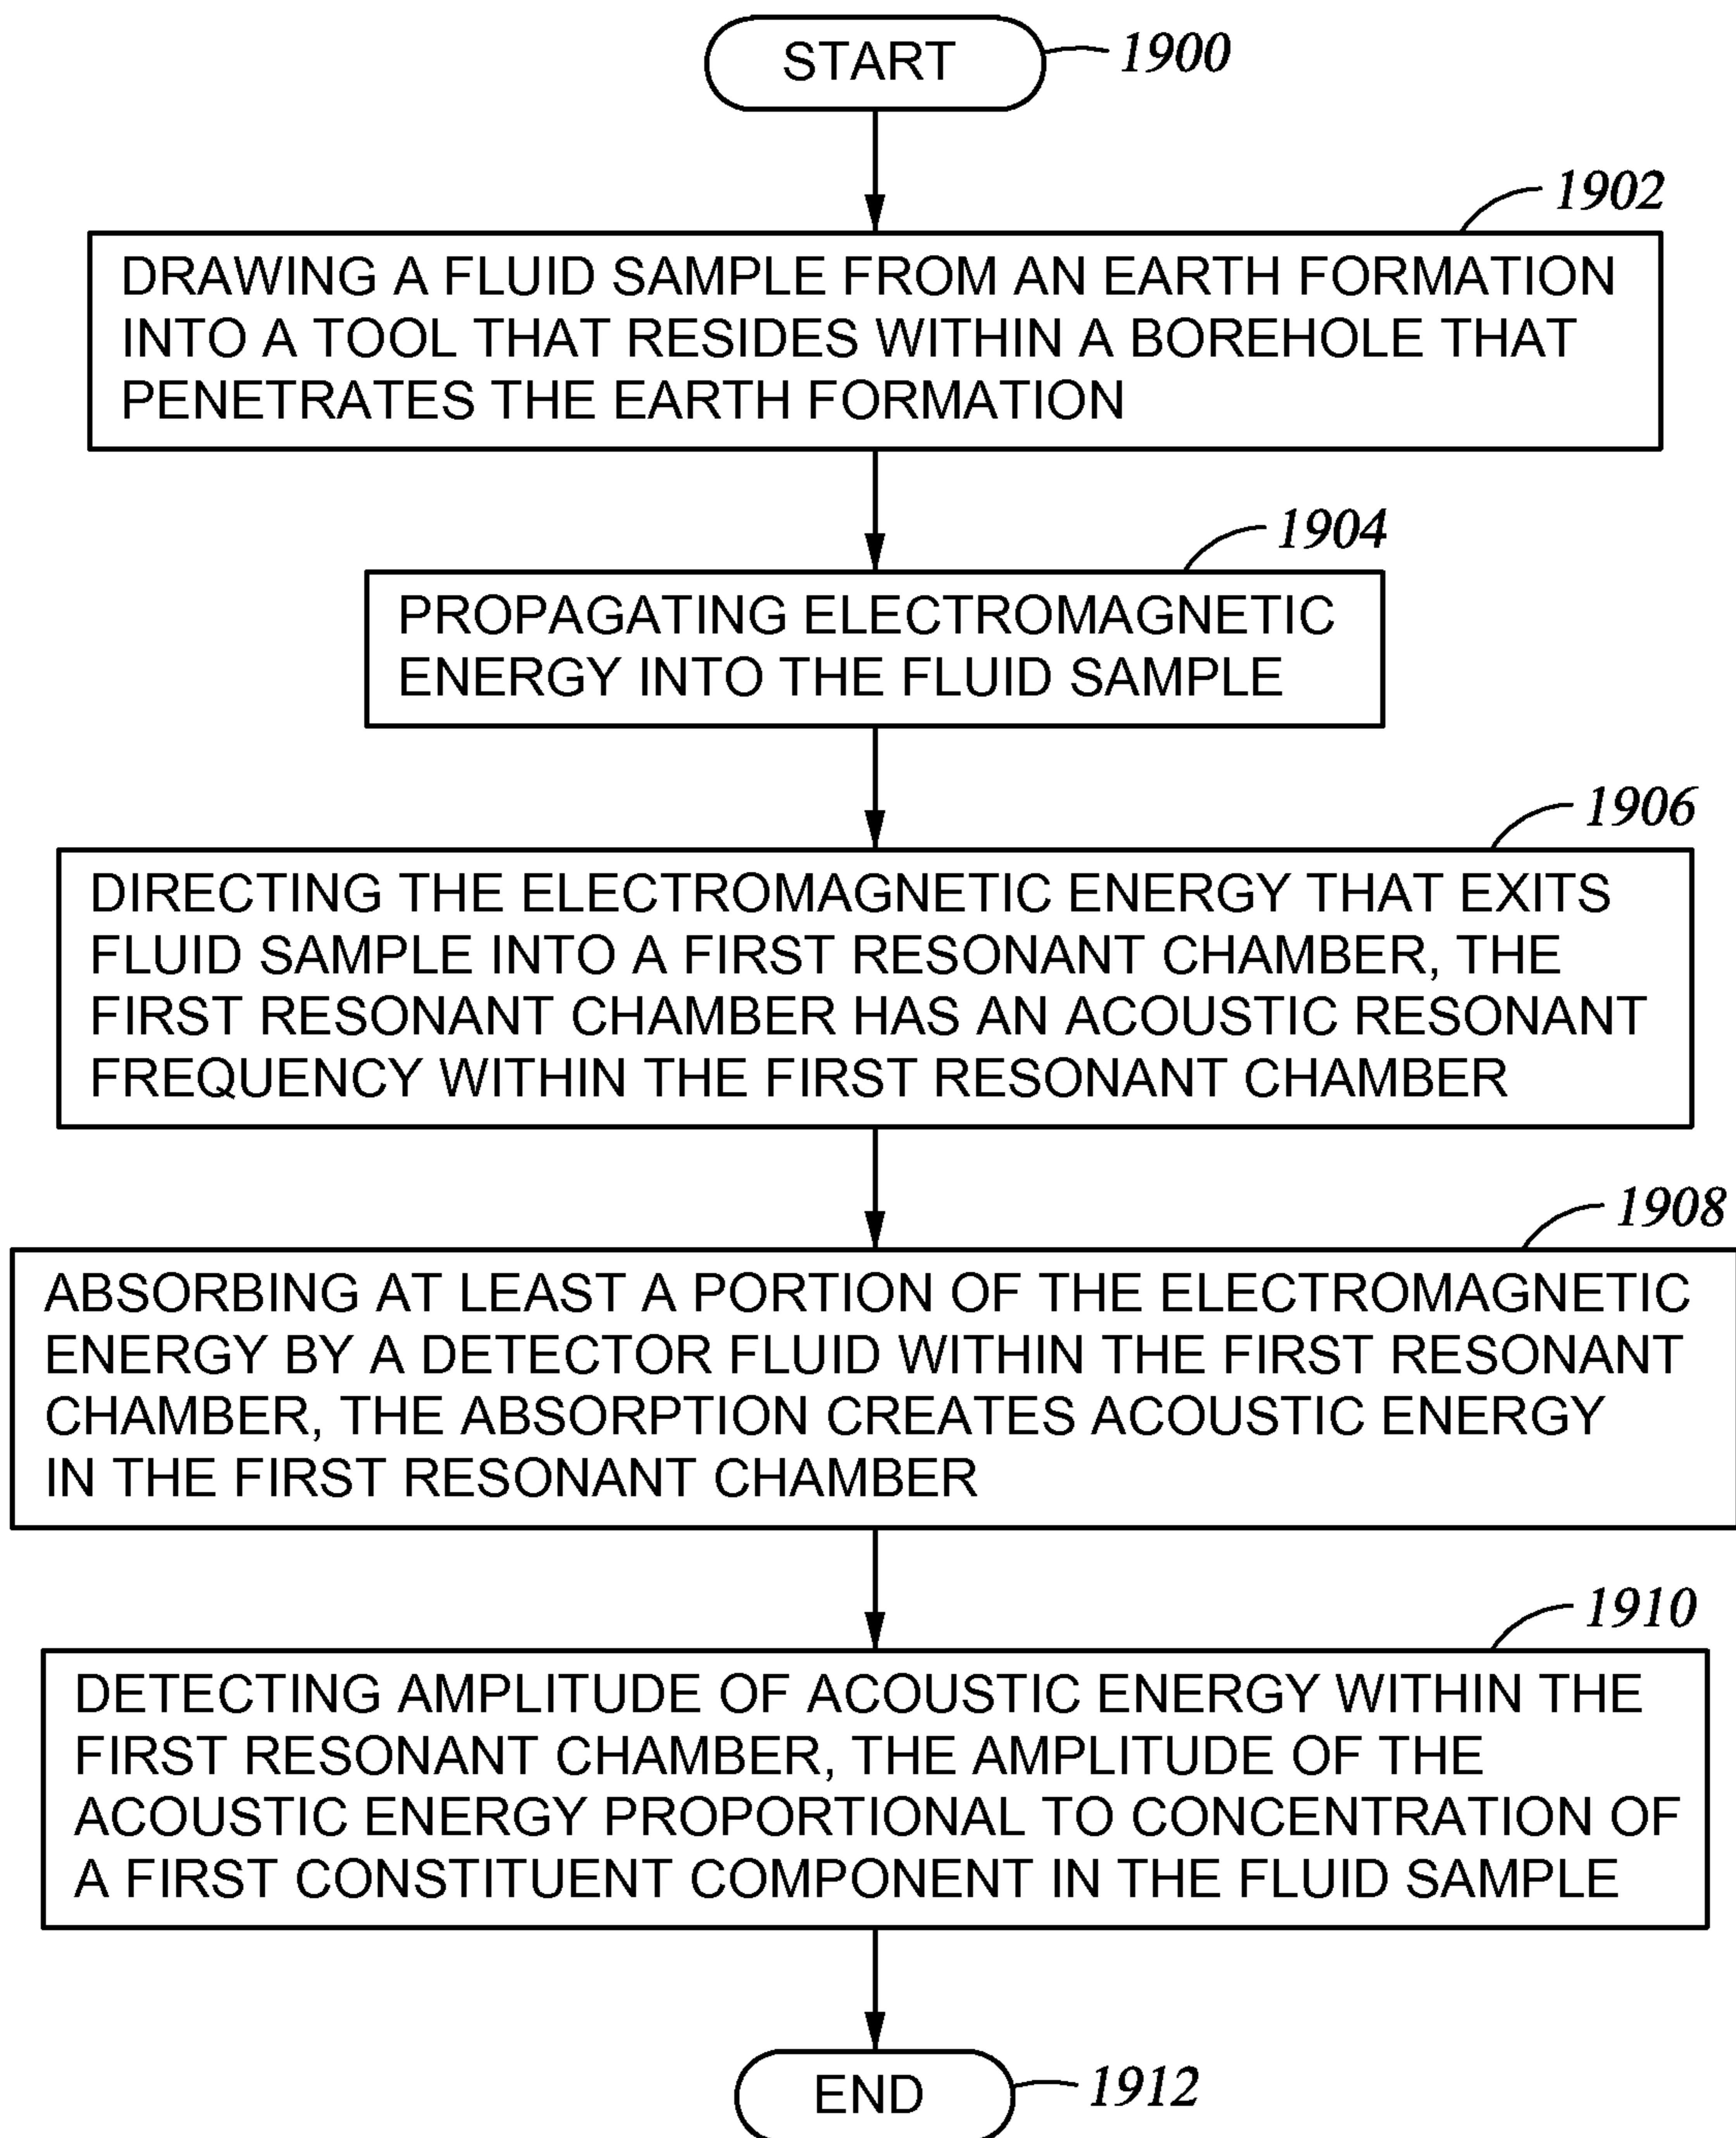 START
1900
1902
DRAWING A FLUID SAMPLE FROM AN EARTH FORMATION
INTO A TOOL THAT RESIDES WITHIN A BOREHOLE THAT
PENETRATES THE EARTH FORMATION
1904
PROPAGATING ELECTROMAGNETIC
ENERGY INTO THE FLUID SAMPLE
1906
DIRECTING THE ELECTROMAGNETIC ENERGY THAT EXITS
FLUID SAMPLE INTO A FIRST RESONANT CHAMBER, THE
FIRST RESONANT CHAMBER HAS AN ACOUSTIC RESONANT
FREQUENCY WITHIN THE FIRST RESONANT CHAMBER
1908
ABSORBING AT LEAST A PORTION OF THE ELECTROMAGNETIC
ENERGY BY A DETECTOR FLUID WITHIN THE FIRST RESONANT
CHAMBER, THE ABSORPTION CREATES ACOUSTIC ENERGY
IN THE FIRST RESONANT CHAMBER
1910
DETECTING AMPLITUDE OF ACOUSTIC ENERGY WITHIN THE
FIRST RESONANT CHAMBER, THE AMPLITUDE OF THE
ACOUSTIC ENERGY PROPORTIONAL TO CONCENTRATION OF
A FIRST CONSTITUENT COMPONENT IN THE FLUID SAMPLE
END
1912